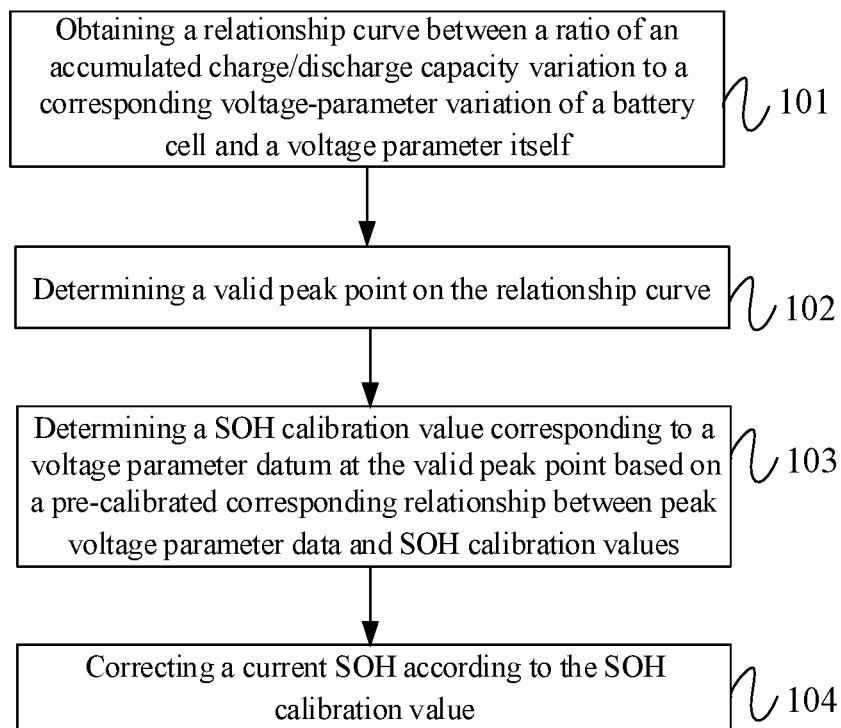 Obtaining a relationship curve between a ratio of an
accumulated charge/discharge capacity variation to a
corresponding voltage-parameter variation of a battery
cell and a voltage parameter itself
101
Determining a valid peak point on the relationship curve
102
Determining a SOH calibration value corresponding to a
voltage parameter datum at the valid peak point based on
a pre-calibrated corresponding relationship between peak
voltage parameter data and SOH calibration values
103
Correcting a current SOH according to the SOH
calibration value
104